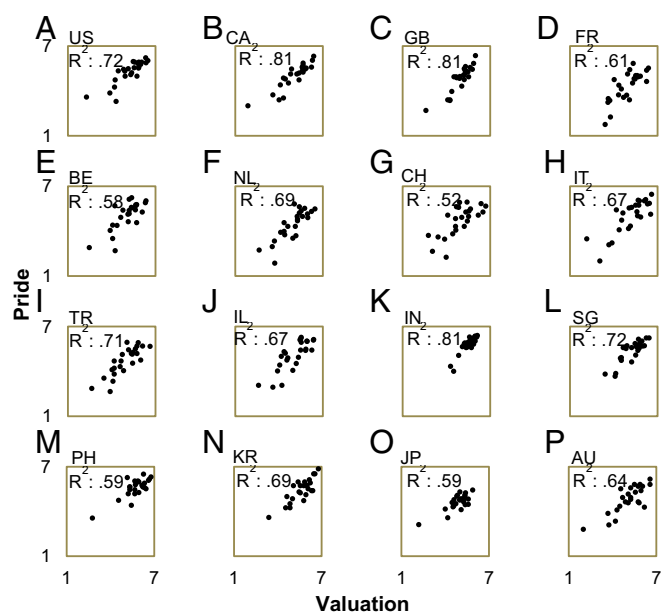 A US 7 R²: .72 1
B CA R²: .81
C GB R²: .81
D FR R²: .61
E BE 7 R²: .58 1
F NL R²: .69
G CH R²: .52
H IT R²: .67
I TR 7 R²: .71 1
J IL R²: .67
K IN R²: .81
L SG R²: .72
M PH 7 R²: .59 1
N KR R²: .69
O JP R²: .59
P AU R²: .64
1 7 1 7 1 7 1 7
Pride
Valuation